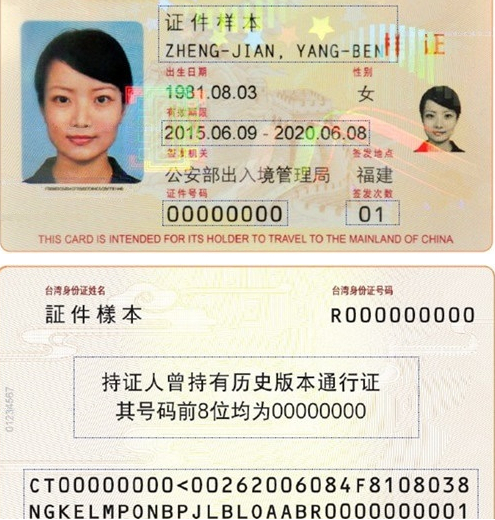 证件样本
ZHENG-JIAN, YANG-BEN
样 证
出生日期 性别
1981.08.03 女
有效期限
2015.06.09 - 2020.06.08
签发机关 签发地点
公安部出入境管理局 福建
证件号码 签发次数
00000000 01
THIS CARD IS INTENDED FOR ITS HOLDER TO TRAVEL TO THE MAINLAND OF CHINA
台湾身份证姓名 台湾身份证号码
証件樣本 R000000000
持证人曾持有历史版本通行证
其号码前8位均为00000000
01234567
CT00000000<00262006084F8108038
NGKELMPONBPJLBLOAABR0000000001